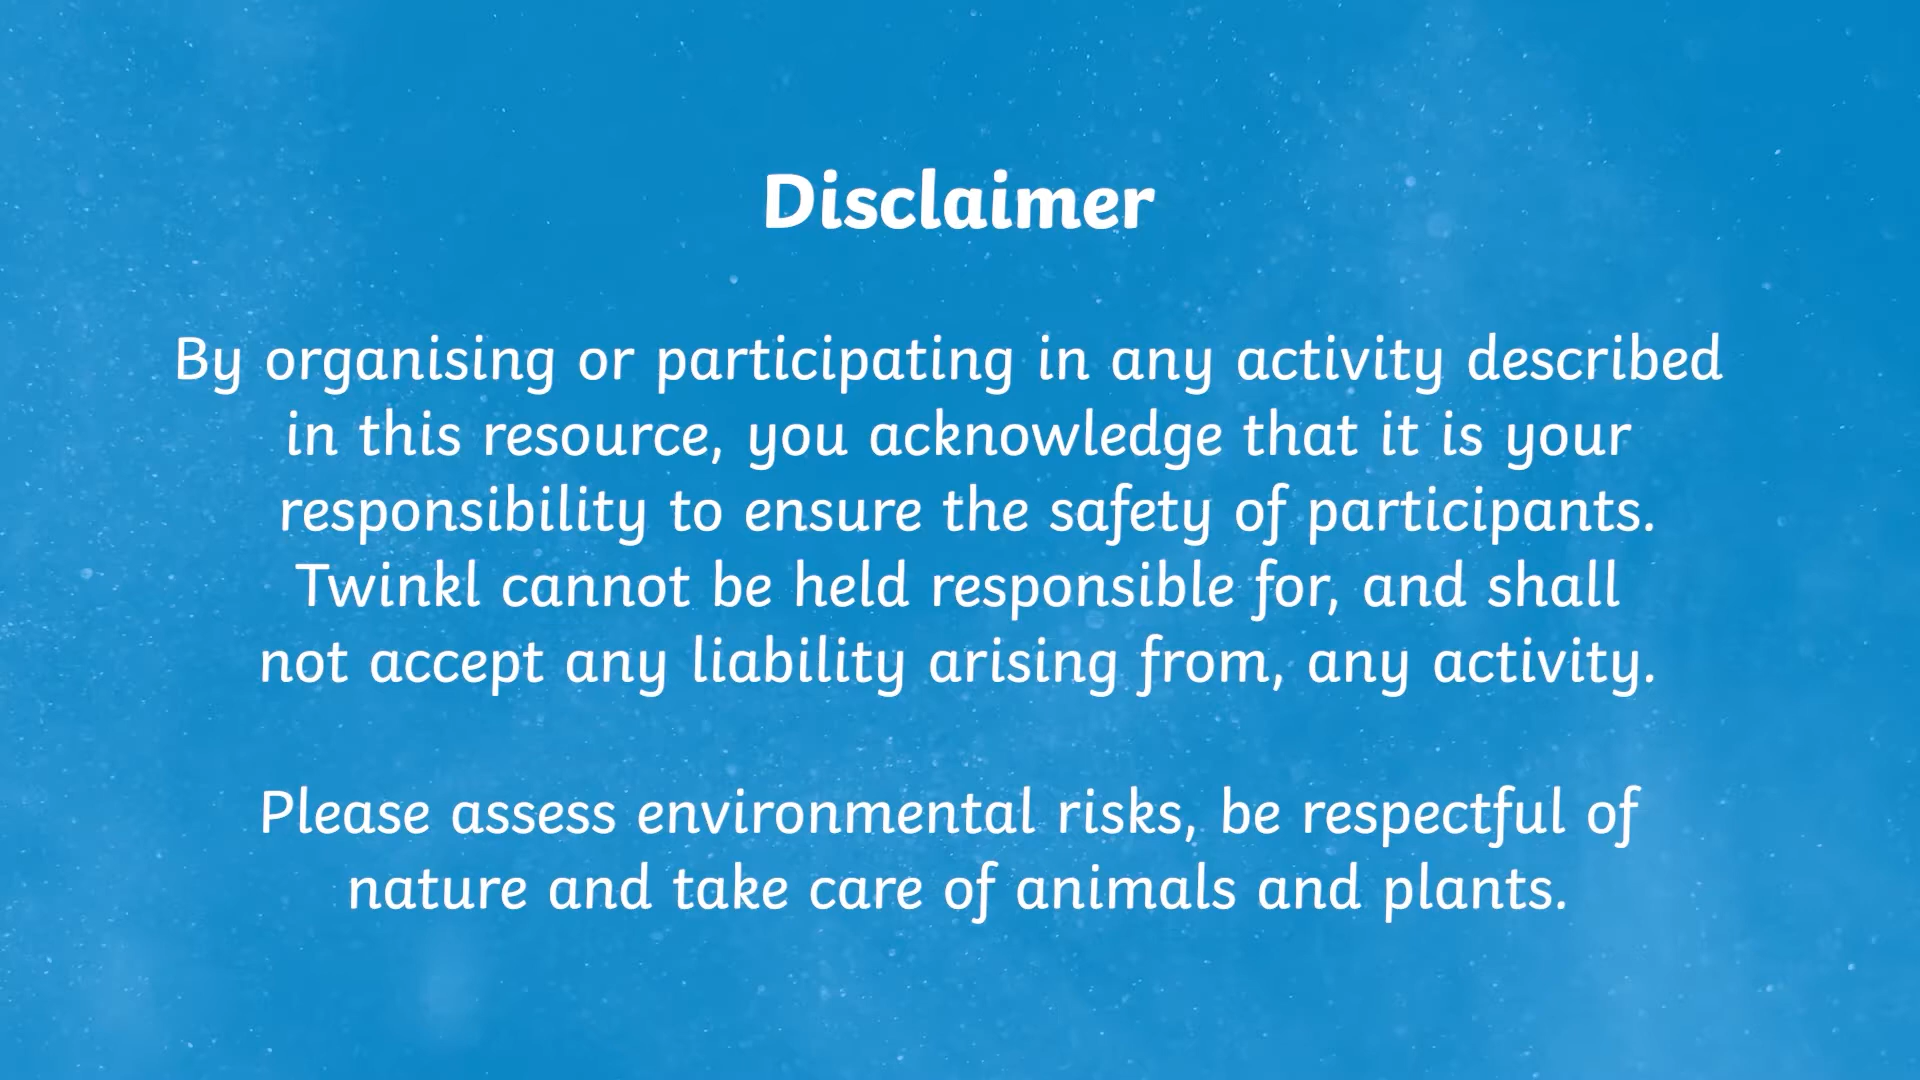 Disclaimer
By organising or participating in any activity described
in this resource, you acknowledge that it is your
responsibility to ensure the safety of participants.
Twinkl cannot be held responsible for, and shall
not accept any liability arising from, any activity.
Please assess environmental risks, be respectful of
nature and take care of animals and plants.